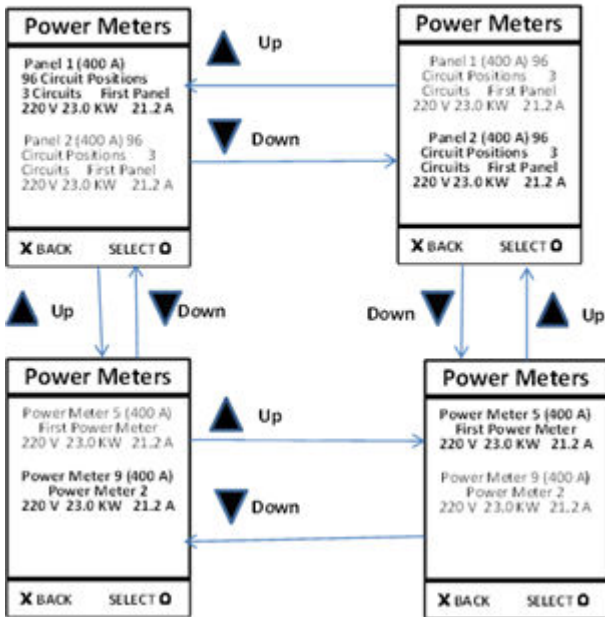 Power Meters
Panel 1 (400 A)
96 Circuit Positions
3 Circuits First Panel
220 V 23.0 KW 21.2 A
Panel 2 (400 A) 96
Circuit Positions 3
Circuits First Panel
220 V 23.0 KW 21.2 A
X BACK SELECT O
Up
Down
Power Meters
Panel 1 (400 A) 96
Circuit Positions 3
Circuits First Panel
220 V 23.0 KW 21.2 A
Panel 2 (400 A) 96
Circuit Positions 3
Circuits First Panel
220 V 23.0 KW 21.2 A
X BACK SELECT O
Up
Down
Down
Up
Power Meters
Power Meter 5 (400 A)
First Power Meter
220 V 23.0 KW 21.2 A
Power Meter 9 (400 A)
Power Meter 2
220 V 23.0 KW 21.2 A
X BACK SELECT O
Up
Down
Power Meters
Power Meter 5 (400 A)
First Power Meter
220 V 23.0 KW 21.2 A
Power Meter 9 (400 A)
Power Meter 2
220 V 23.0 KW 21.2 A
X BACK SELECT O